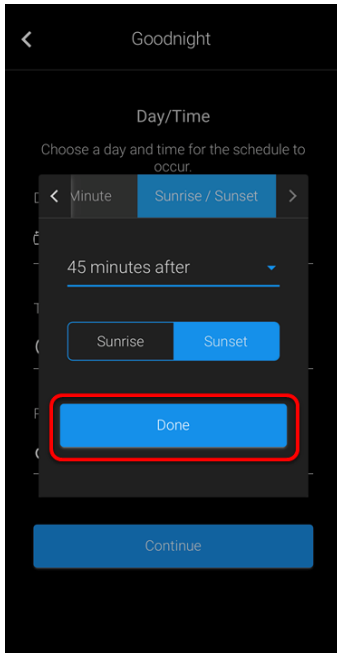 Goodnight
Day/Time
Choose a day and time for the schedule to
occur.
Minute
Sunrise / Sunset
45 minutes after
Sunrise
Sunset
Done
Continue